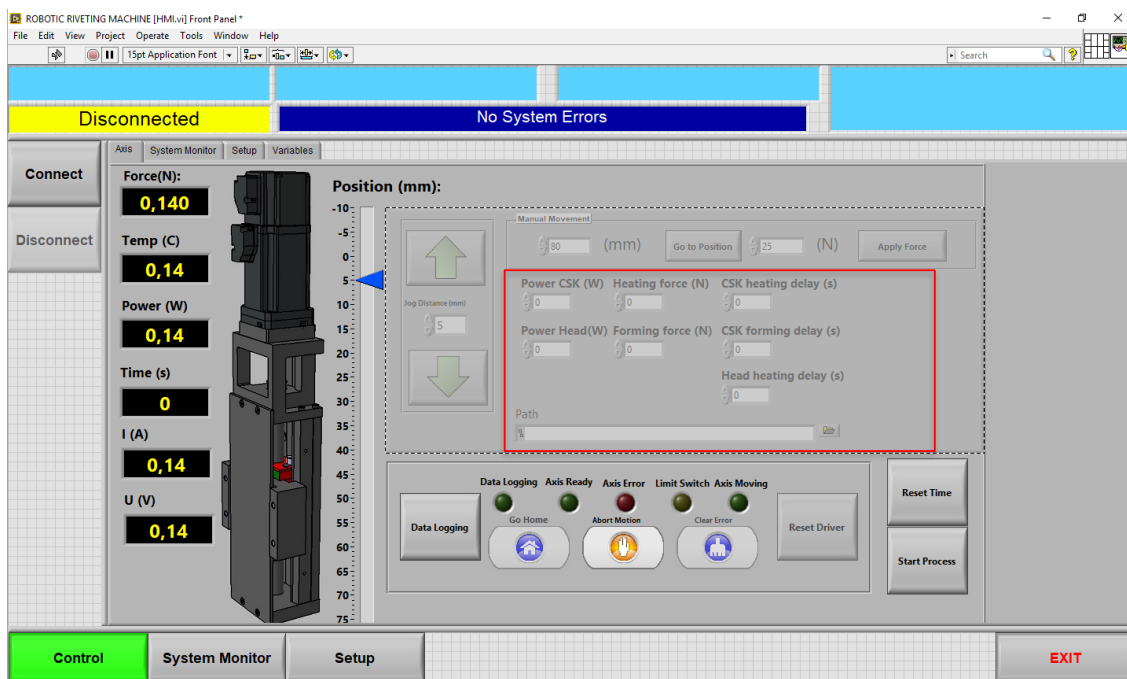 ROBOTIC RIVETING MACHINE [HMI.vi] Front Panel *
File Edit View Project Operate Tools Window Help
15pt Application Font
Search
Disconnected
No System Errors
Connect
Disconnect
Axis System Monitor Setup Variables
Force(N):
0,140
Temp (C)
0,14
Power (W)
0,14
Time (s)
0
I (A)
0,14
U (V)
0,14
Position (mm):
-10
-5
0
5
10
15
20
25
30
35
40
45
50
55
60
65
70
75
Jog Distance (mm)
5
Manual Movement
80 (mm) Go to Position 25 (N) Apply Force
Power CSK (W) Heating force (N) CSK heating delay (s)
0 0 0
Power Head(W) Forming force (N) CSK forming delay (s)
0 0 0
Head heating delay (s)
0
Path
Data Logging Axis Ready Axis Error Limit Switch Axis Moving
Data Logging
Go Home Abort Motion Clear Error
Reset Driver
Reset Time
Start Process
Control System Monitor Setup EXIT